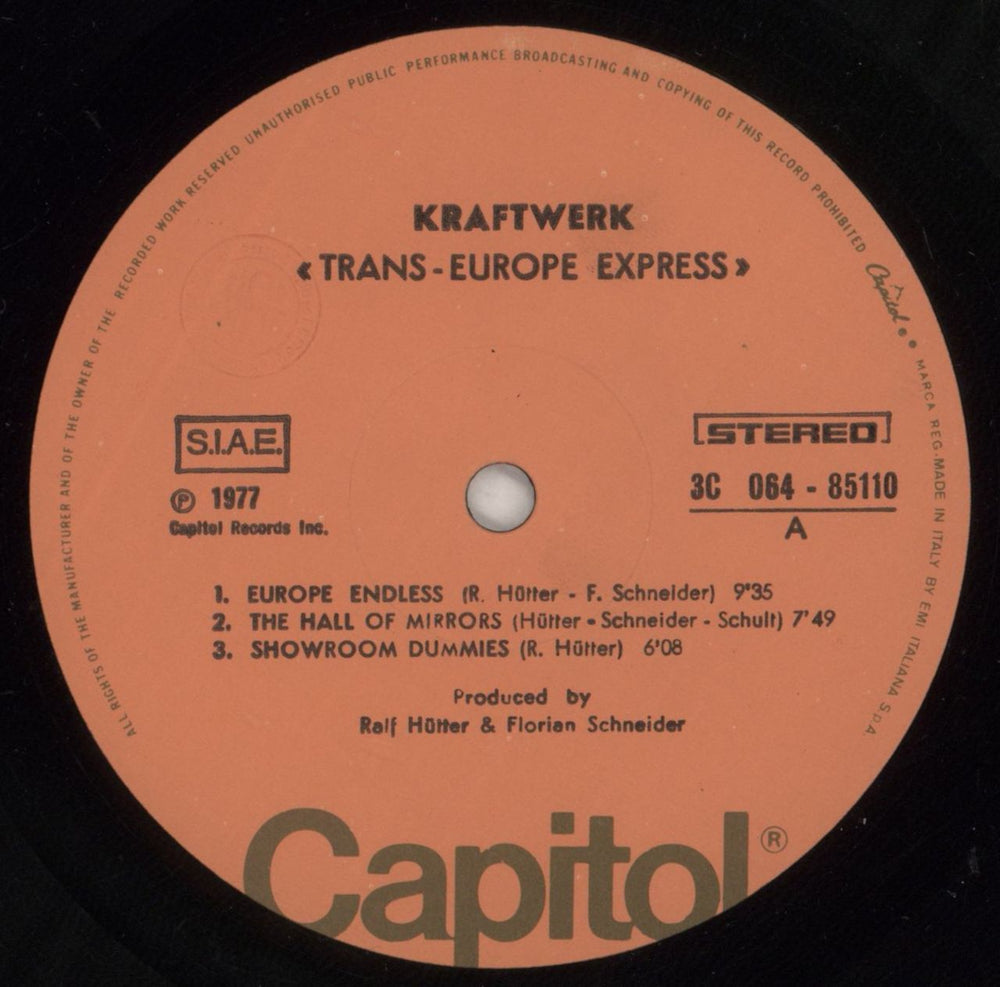 ALL RIGHTS OF THE MANUFACTURER AND OF THE OWNER OF THE RECORDED WORK RESERVED UNAUTHORISED PUBLIC PERFORMANCE BROADCASTING AND COPYING OF THIS RECORD PROHIBITED
Capitol • • MARCA REG·MADE IN ITALY BY EMI ITALIANA S.p.A.
KRAFTWERK
«TRANS-EUROPE EXPRESS»
S.I.A.E.
STEREO
℗ 1977
3C 064 - 85110
Capitol Records Inc.
A
1. EUROPE ENDLESS (R. Hütter - F. Schneider) 9'35
2. THE HALL OF MIRRORS (Hütter - Schneider - Schult) 7'49
3. SHOWROOM DUMMIES (R. Hütter) 6'08
Produced by
Ralf Hütter & Florian Schneider
Capitol®